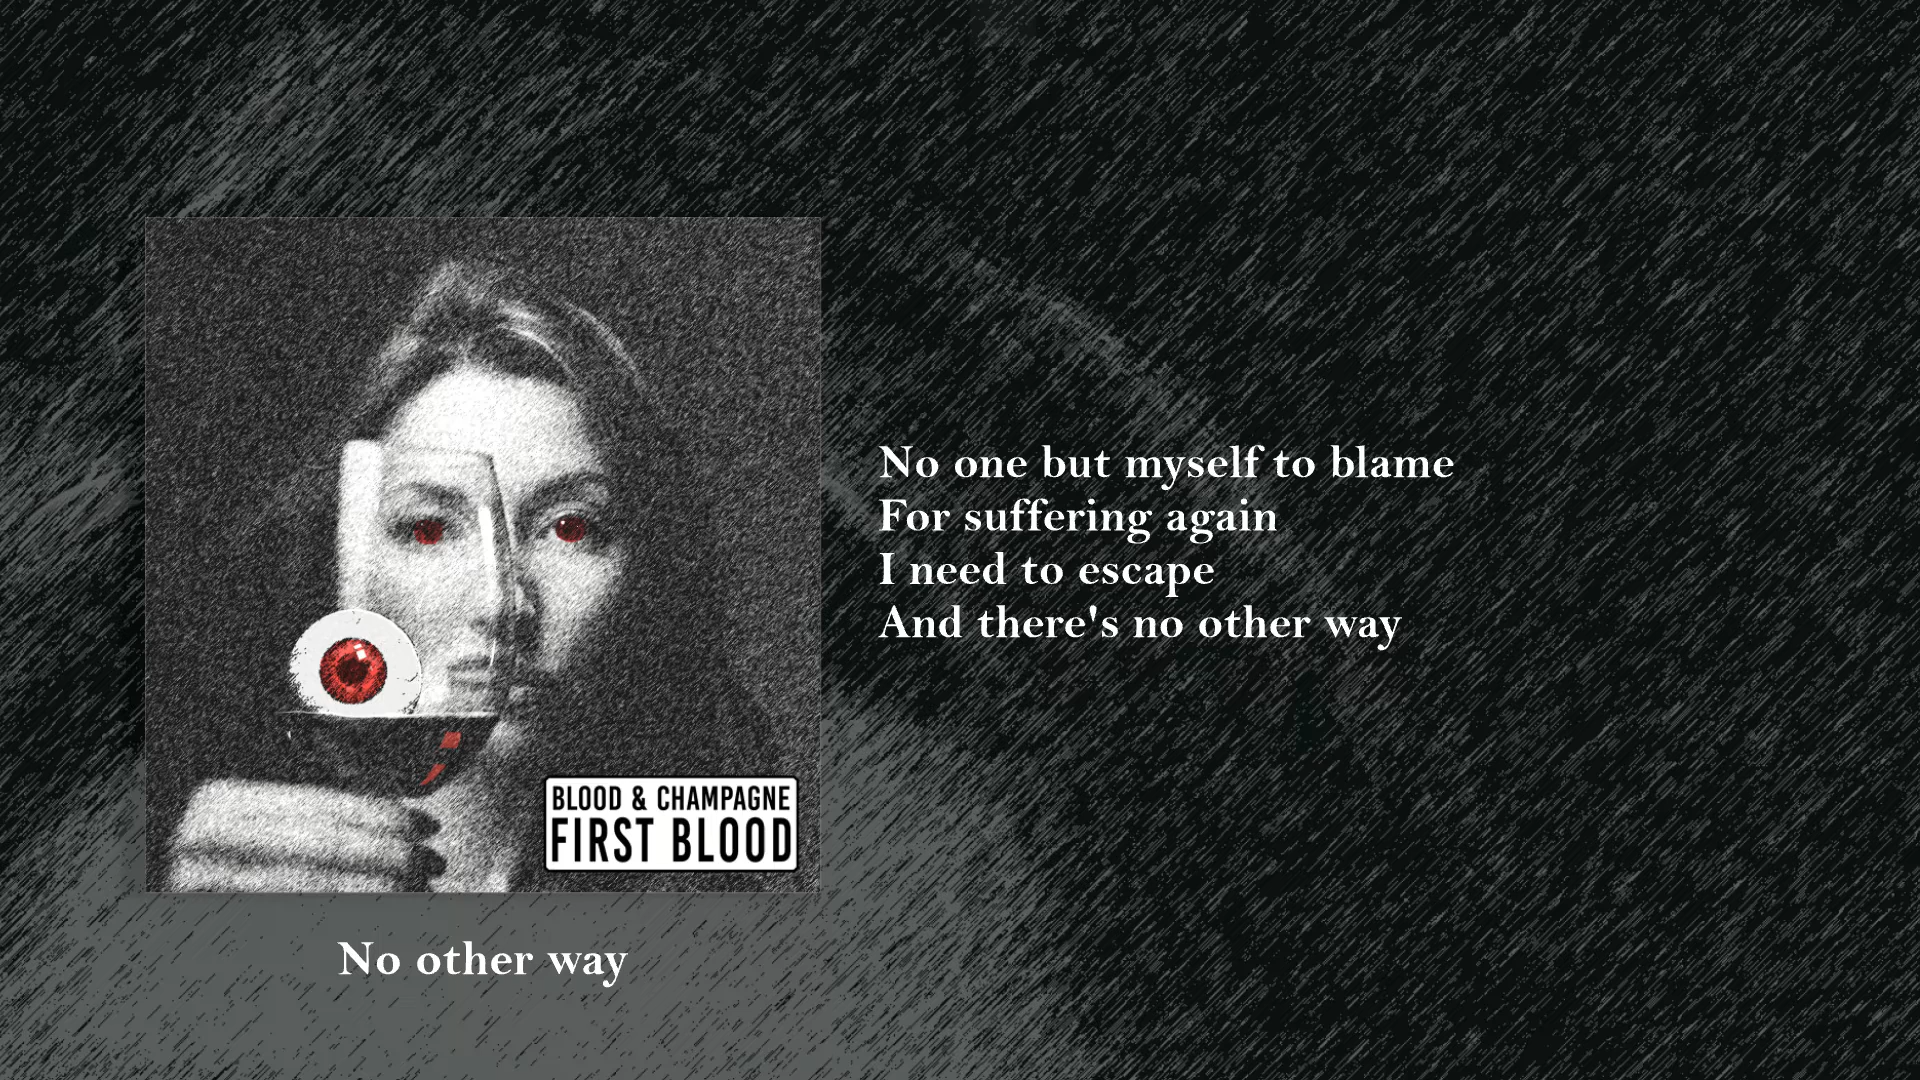 BLOOD & CHAMPAGNE
FIRST BLOOD
No other way
No one but myself to blame
For suffering again
I need to escape
And there's no other way